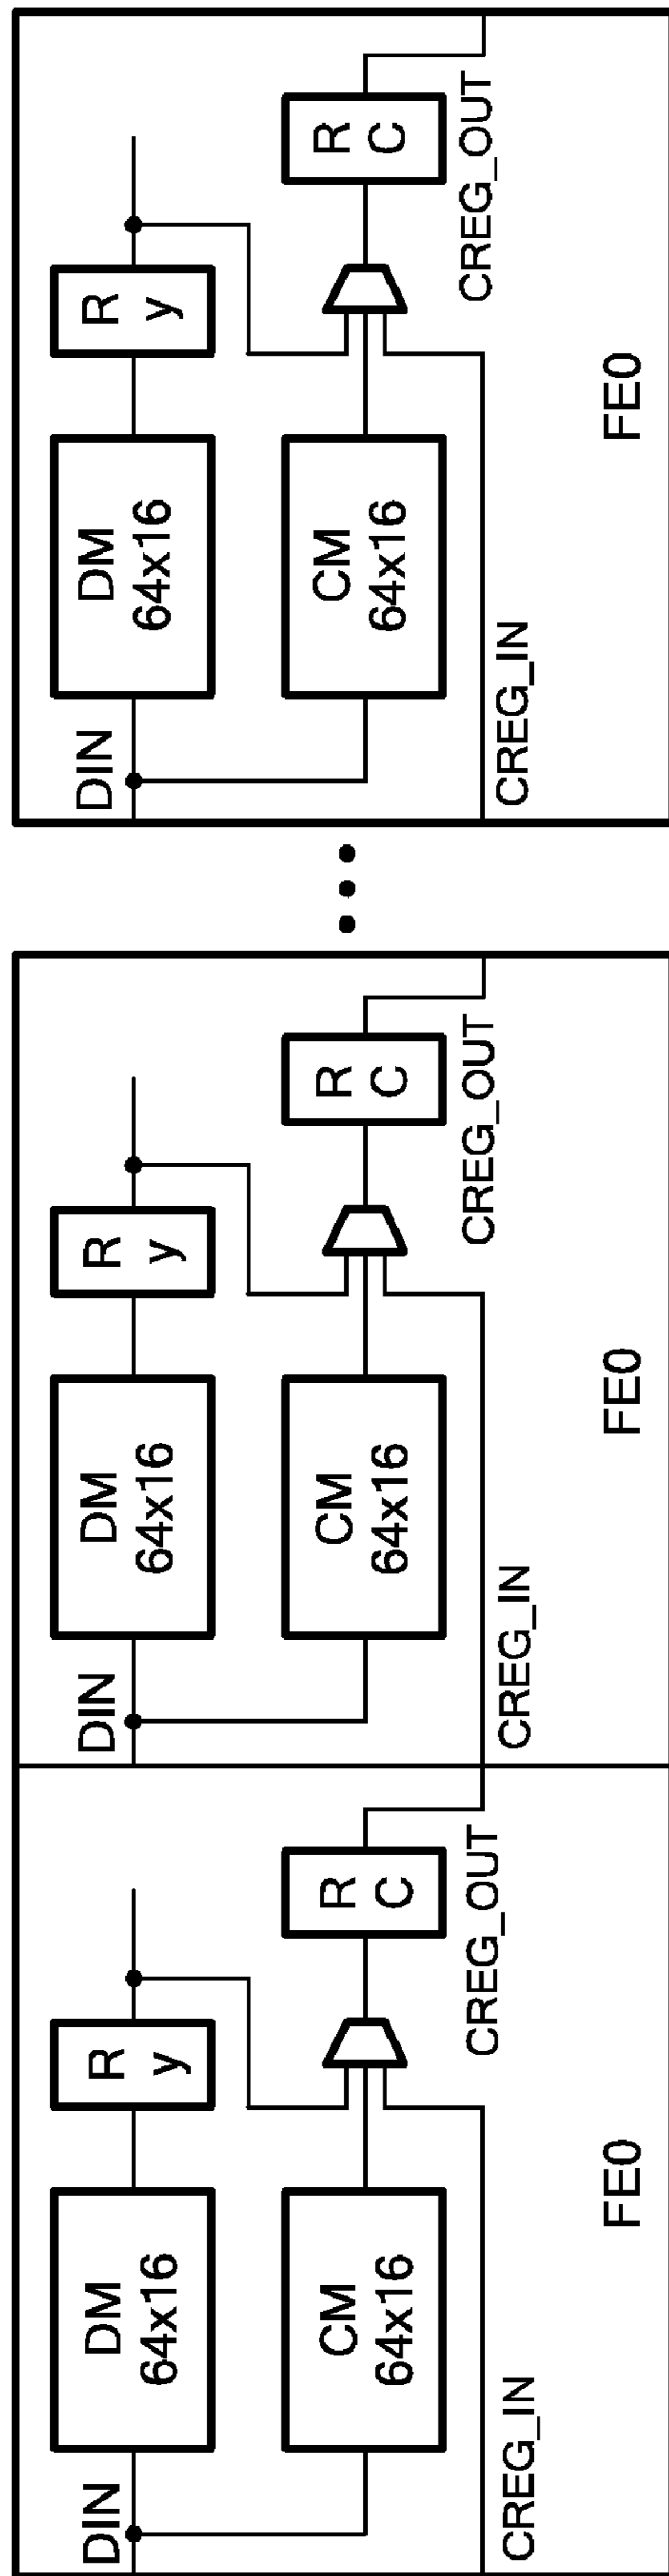 DIN
DM
64x16
R
y
CM
64x16
R
C
CREG_IN
CREG_OUT
FE0
DIN
DM
64x16
R
y
CM
64x16
R
C
CREG_IN
CREG_OUT
FE0
DIN
DM
64x16
R
y
CM
64x16
R
C
CREG_IN
CREG_OUT
FE0